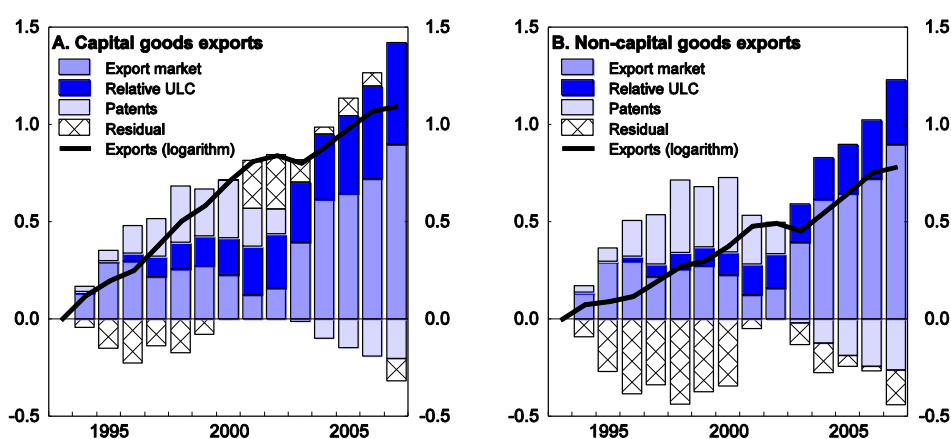 A. Capital goods exports
Export market
Relative ULC
Patents
Residual
Exports (logarithm)
1.5
1.0
0.5
0.0
-0.5
1.5
1.0
0.5
0.0
-0.5
1995 2000 2005
B. Non-capital goods exports
Export market
Relative ULC
Patents
Residual
Exports (logarithm)
1.5
1.0
0.5
0.0
-0.5
1.5
1.0
0.5
0.0
-0.5
1995 2000 2005